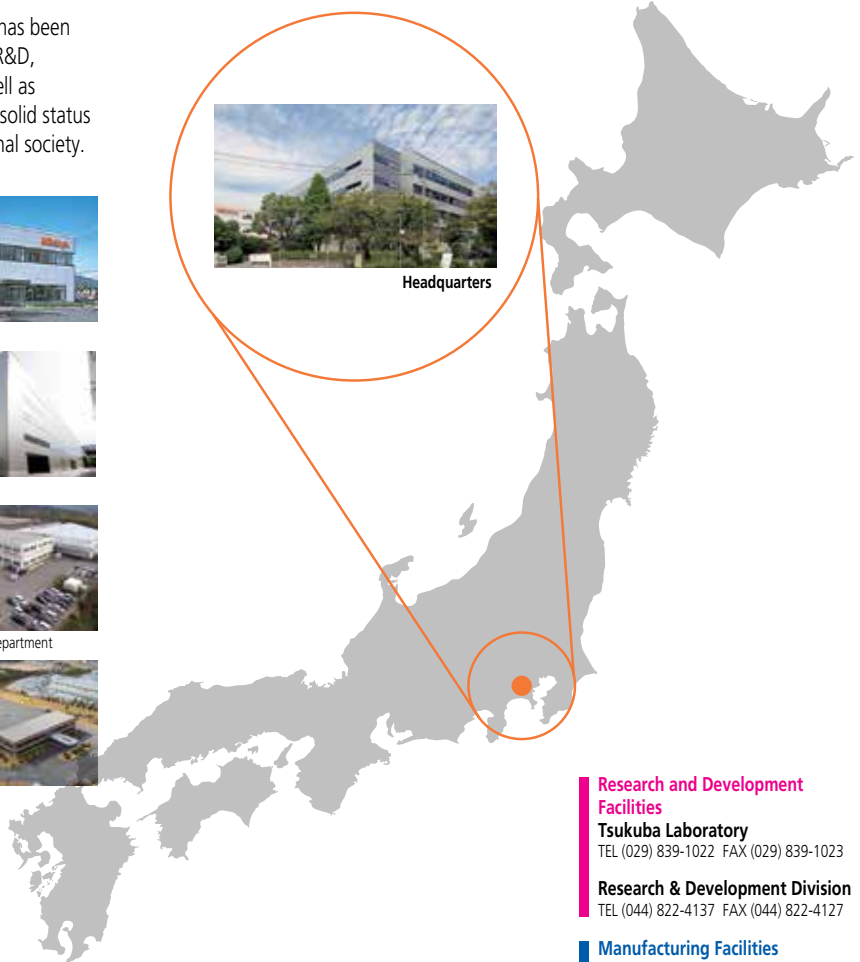 has been
R&D,
ell as
solid status
nal society.
Headquarters
epartment
Research and Development
Facilities
Tsukuba Laboratory
TEL (029) 839-1022 FAX (029) 839-1023
Research & Development Division
TEL (044) 822-4137 FAX (044) 822-4127
Manufacturing Facilities